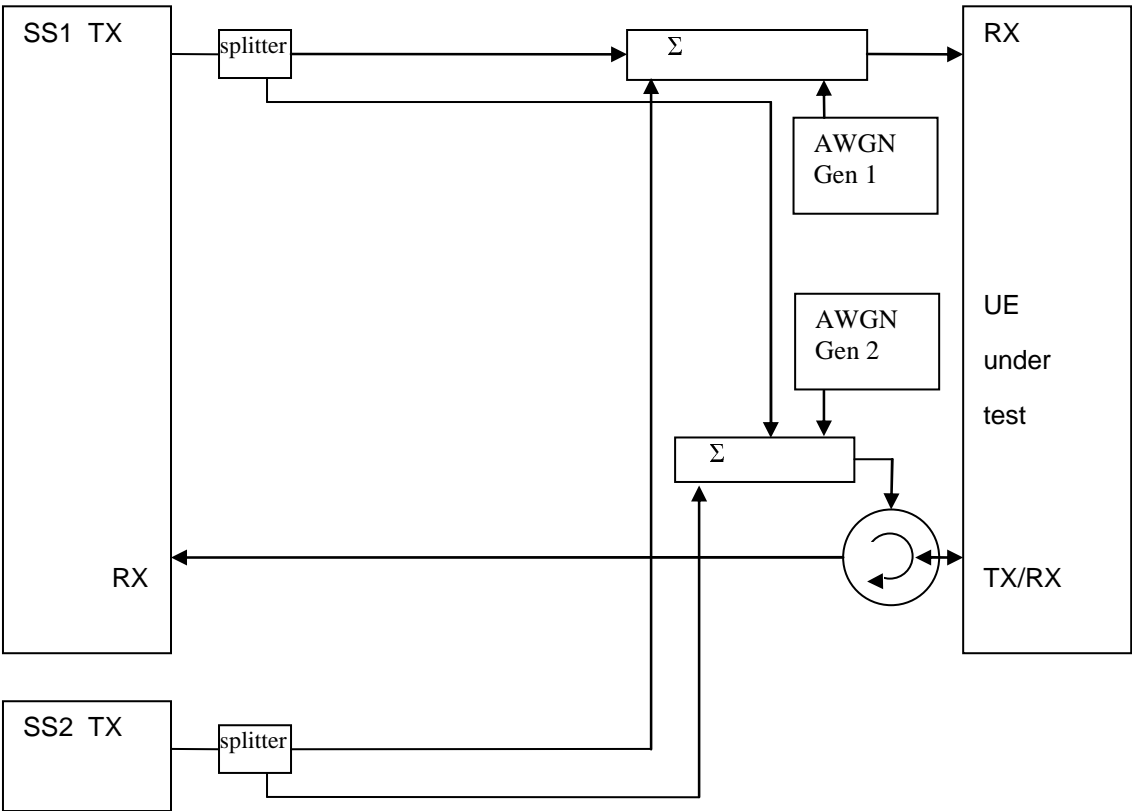 SS1 TX
splitter
Σ
RX
AWGN
Gen 1
AWGN
Gen 2
UE
under
test
Σ
RX
TX/RX
SS2 TX
splitter